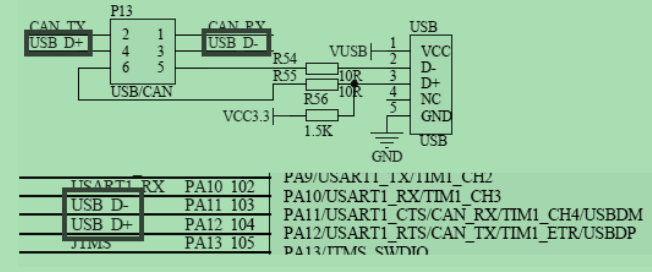 P13
CAN_TX
CAN_RX
USB
USB D+
USB D-
2
1
4
3
6
5
USB/CAN
R54
R55
10R
10R
R56
1.5K
VUSB
VCC3.3
1
2
3
4
5
VCC
D-
D+
NC
GND
USB
GND
USART1_RX PA10 102
USB D- PA11 103
USB D+ PA12 104
JTMS PA13 105
PA9/USART1_TX/TIM1_CH2
PA10/USART1_RX/TIM1_CH3
PA11/USART1_CTS/CAN_RX/TIM1_CH4/USBDM
PA12/USART1_RTS/CAN_TX/TIM1_ETR/USBDP
PA13/JTMS_SWDIO